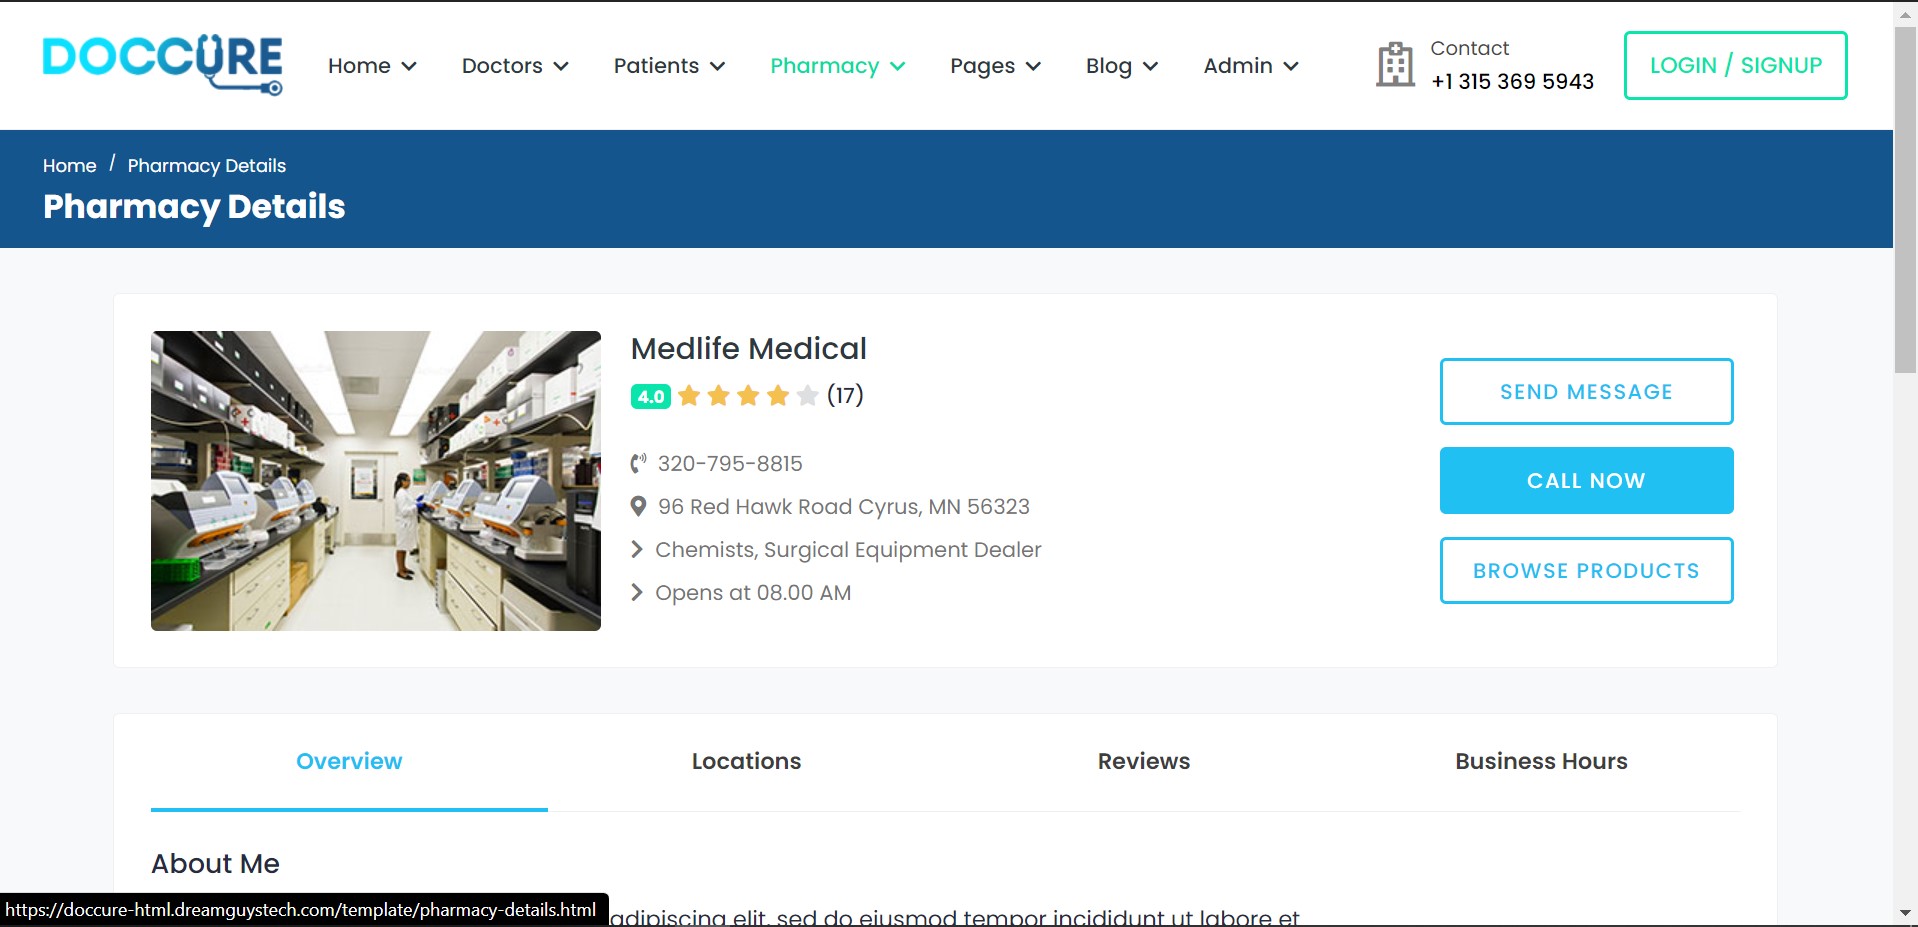 DOCCURE
Home
Doctors
Patients
Pharmacy
Pages
Blog
Admin
Contact
+1 315 369 5943
LOGIN / SIGNUP
Home / Pharmacy Details
Pharmacy Details
Medlife Medical
4.0 (17)
320-795-8815
96 Red Hawk Road Cyrus, MN 56323
Chemists, Surgical Equipment Dealer
Opens at 08.00 AM
SEND MESSAGE
CALL NOW
BROWSE PRODUCTS
Overview
Locations
Reviews
Business Hours
About Me
adipiscing elit, sed do eiusmod tempor incididunt ut labore et
https://doccure-html.dreamguystech.com/template/pharmacy-details.html